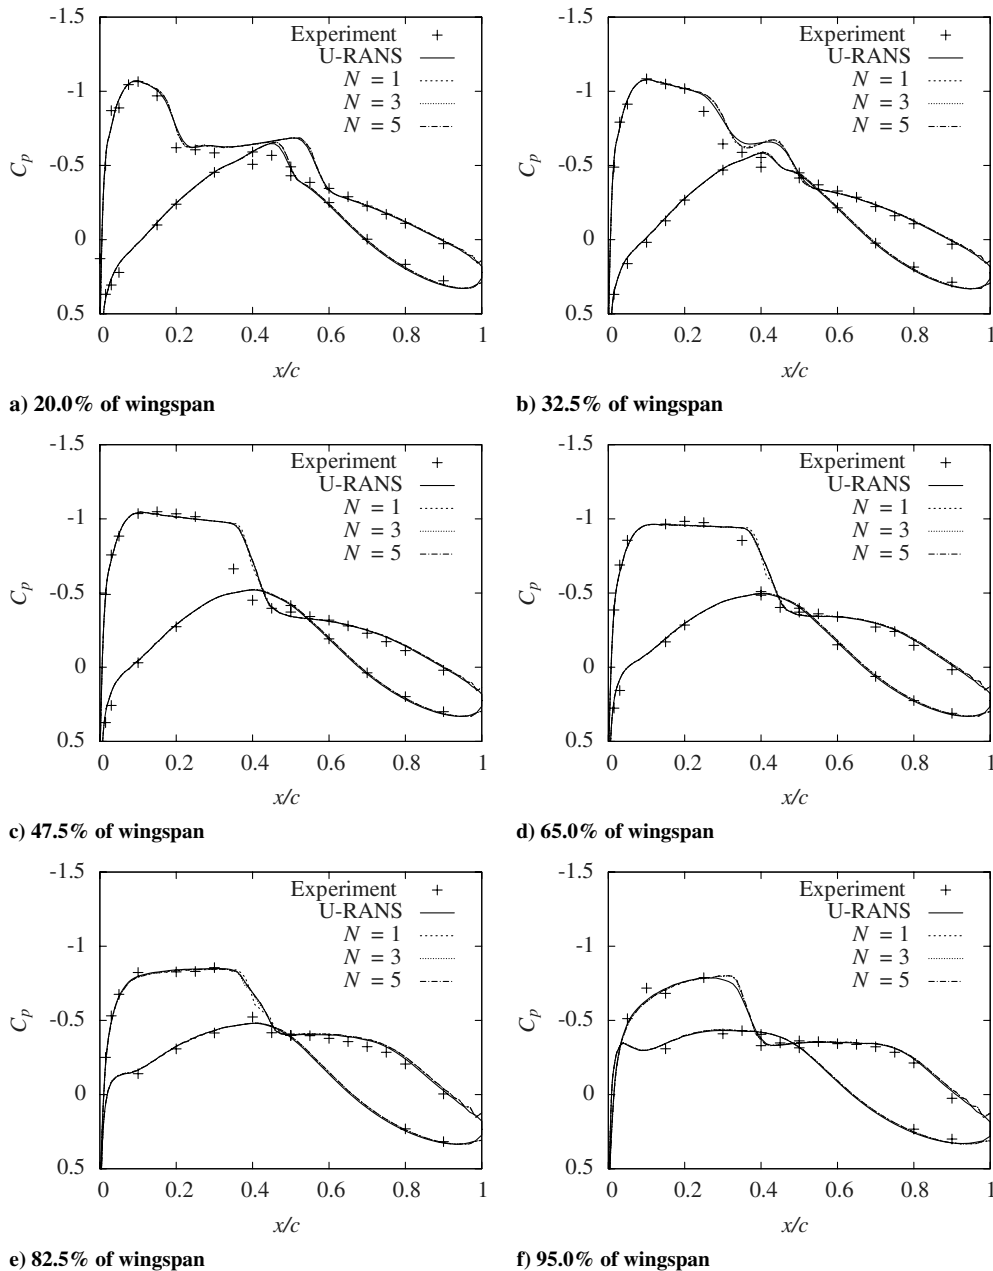 -1.5
-1
-0.5
0
0.5
C_p
Experiment
U-RANS
N = 1
N = 3
N = 5
0 0.2 0.4 0.6 0.8 1
x/c
a) 20.0% of wingspan
-1.5
-1
-0.5
0
0.5
C_p
Experiment
U-RANS
N = 1
N = 3
N = 5
0 0.2 0.4 0.6 0.8 1
x/c
b) 32.5% of wingspan
-1.5
-1
-0.5
0
0.5
C_p
Experiment
U-RANS
N = 1
N = 3
N = 5
0 0.2 0.4 0.6 0.8 1
x/c
c) 47.5% of wingspan
-1.5
-1
-0.5
0
0.5
C_p
Experiment
U-RANS
N = 1
N = 3
N = 5
0 0.2 0.4 0.6 0.8 1
x/c
d) 65.0% of wingspan
-1.5
-1
-0.5
0
0.5
C_p
Experiment
U-RANS
N = 1
N = 3
N = 5
0 0.2 0.4 0.6 0.8 1
x/c
e) 82.5% of wingspan
-1.5
-1
-0.5
0
0.5
C_p
Experiment
U-RANS
N = 1
N = 3
N = 5
0 0.2 0.4 0.6 0.8 1
x/c
f) 95.0% of wingspan